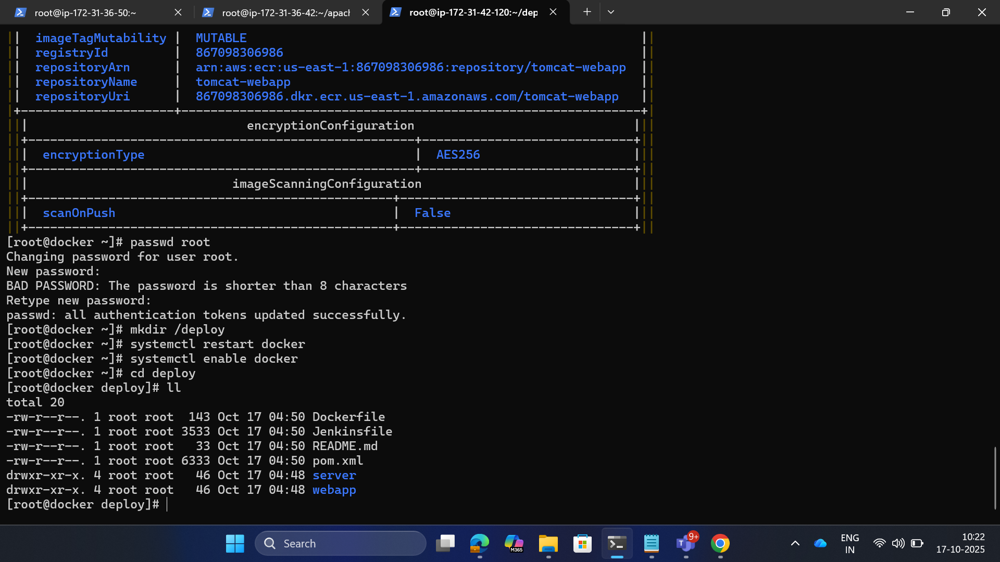 root@ip-172-31-36-50:~
root@ip-172-31-36-42:~/apacl
root@ip-172-31-42-120:~/dep
||  imageTagMutability |  MUTABLE  ||
||  registryId  |  867098306986  ||
||  repositoryArn  |  arn:aws:ecr:us-east-1:867098306986:repository/tomcat-webapp  ||
||  repositoryName  |  tomcat-webapp  ||
||  repositoryUri  |  867098306986.dkr.ecr.us-east-1.amazonaws.com/tomcat-webapp  ||
|+---------------------+---------------------------------------------------------------+|
|||  encryptionConfiguration  |||
||+-----------------------------------------------------+-----------------------------+||
|||  encryptionType  |  AES256  |||
||+-----------------------------------------------------+-----------------------------+||
|||  imageScanningConfiguration  |||
||+--------------------------------------------------+--------------------------------+||
|||  scanOnPush  |  False  |||
||+--------------------------------------------------+--------------------------------+||
[root@docker ~]# passwd root
Changing password for user root.
New password:
BAD PASSWORD: The password is shorter than 8 characters
Retype new password:
passwd: all authentication tokens updated successfully.
[root@docker ~]# mkdir /deploy
[root@docker ~]# systemctl restart docker
[root@docker ~]# systemctl enable docker
[root@docker ~]# cd deploy
[root@docker deploy]# ll
total 20
-rw-r--r--. 1 root root  143 Oct 17 04:50 Dockerfile
-rw-r--r--. 1 root root 3533 Oct 17 04:50 Jenkinsfile
-rw-r--r--. 1 root root   33 Oct 17 04:50 README.md
-rw-r--r--. 1 root root 6333 Oct 17 04:50 pom.xml
drwxr-xr-x. 4 root root   46 Oct 17 04:48 server
drwxr-xr-x. 4 root root   46 Oct 17 04:48 webapp
[root@docker deploy]#
Search
M365
T
9+
ENG
IN
10:22
17-10-2025